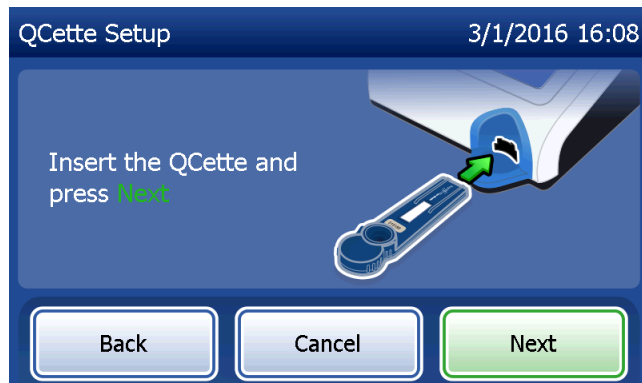 QCette Setup 3/1/2016 16:08
Insert the QCette and
press Next
Back Cancel Next